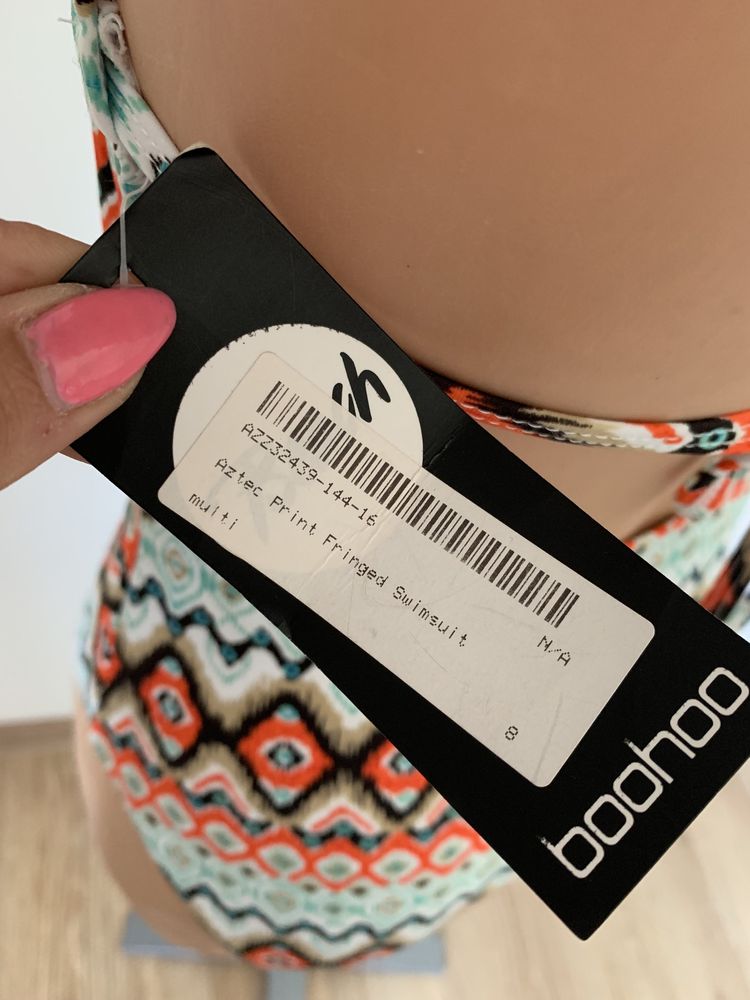 AZZ32439-144-16
Aztec Print Fringed Swimsuit
multi
N/A
8
boohoo